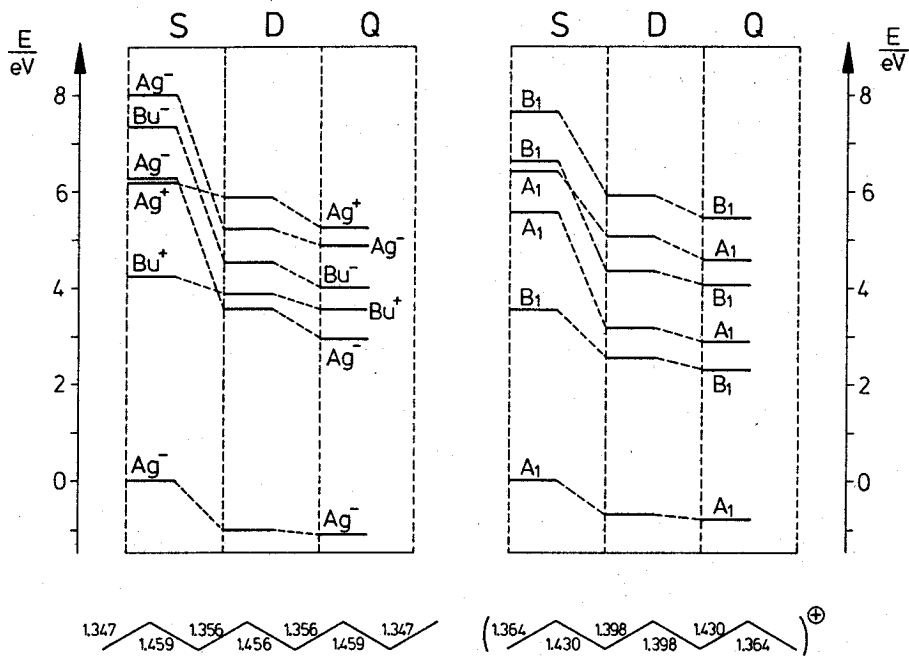 S D Q S D Q
E/eV E/eV
8 Ag⁻ B₁ 8
Bu⁻
Ag⁻ B₁
6 Ag⁺ Ag⁺ A₁ B₁ 6
Ag⁻ A₁ A₁
Bu⁺ Bu⁻
4 Bu⁺ B₁ B₁ 4
Ag⁻ A₁
2 B₁ 2
0 Ag⁻ A₁ 0
Ag⁻ A₁
1.347 1.356 1.356 1.347 (1.364 1.398 1.430 )⊕
1.459 1.456 1.459 1.430 1.398 1.364